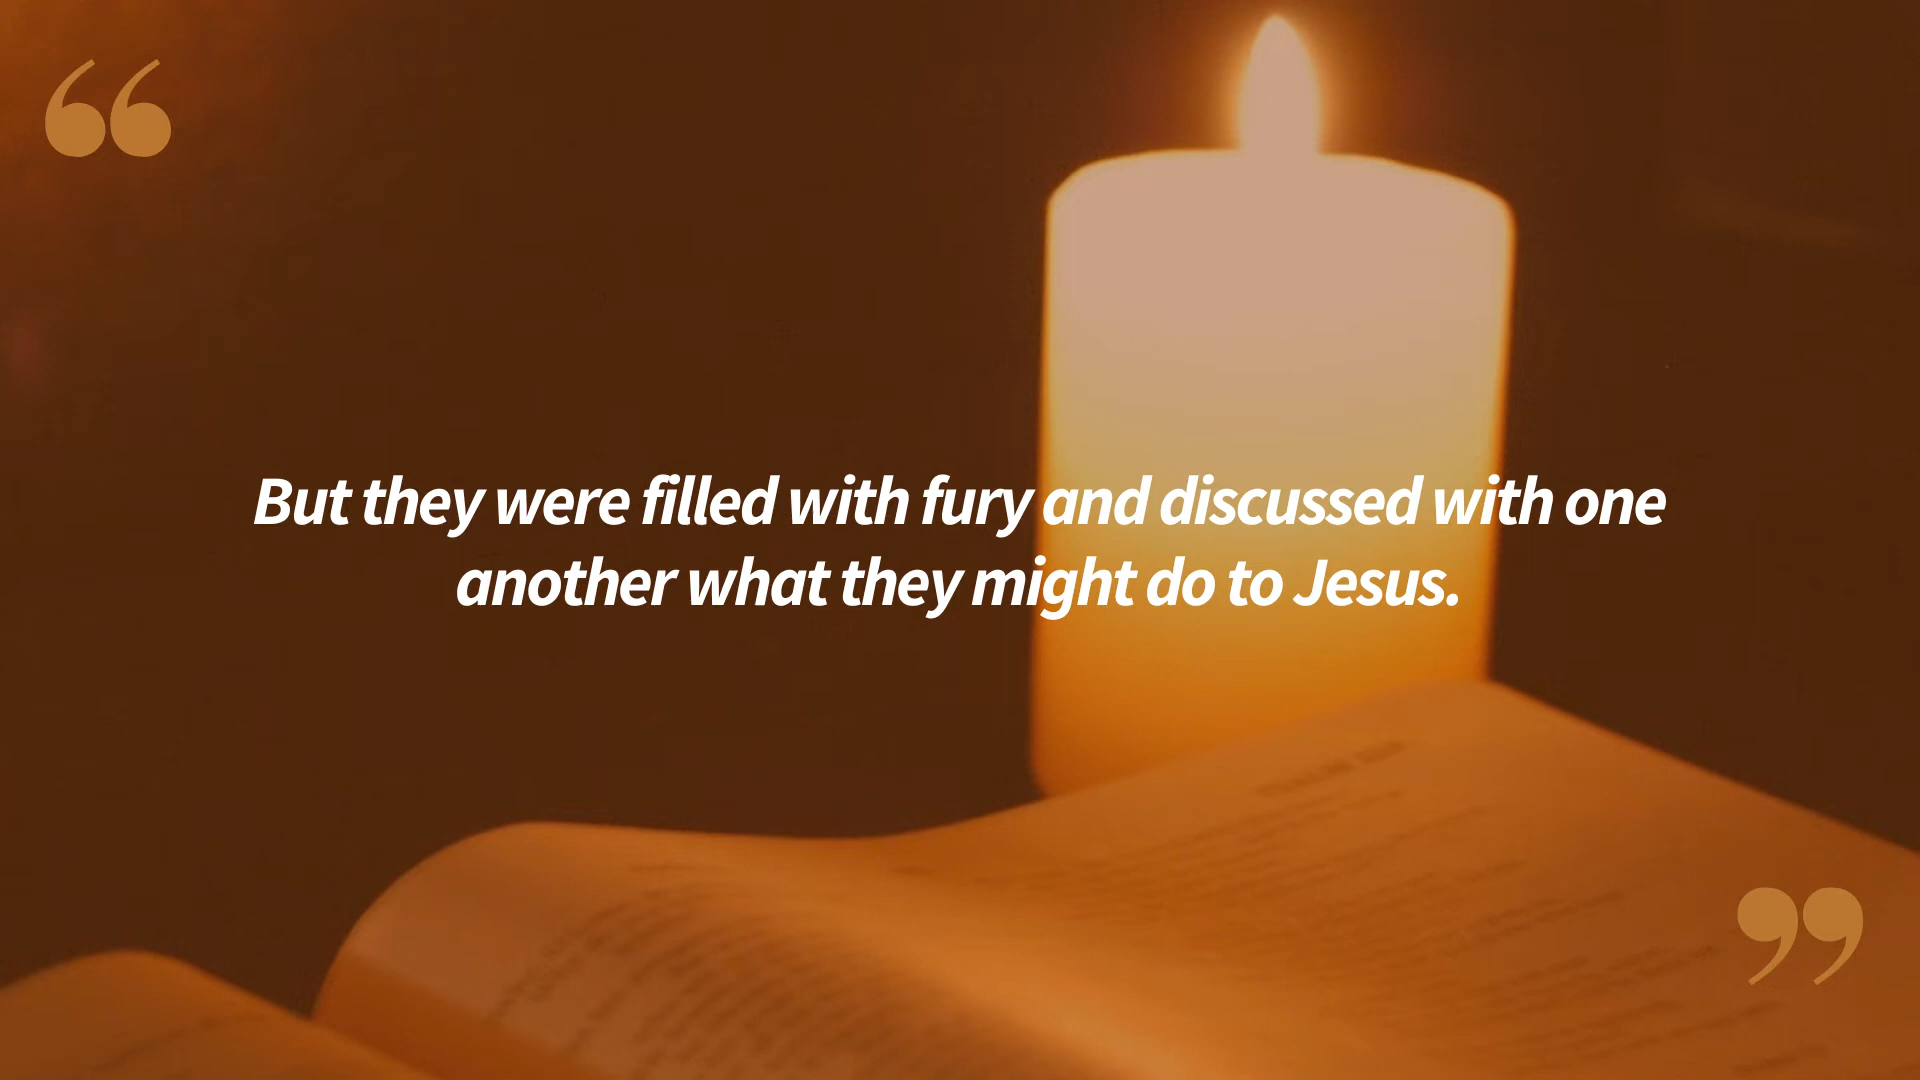 “
But they were filled with fury and discussed with one
another what they might do to Jesus.
”